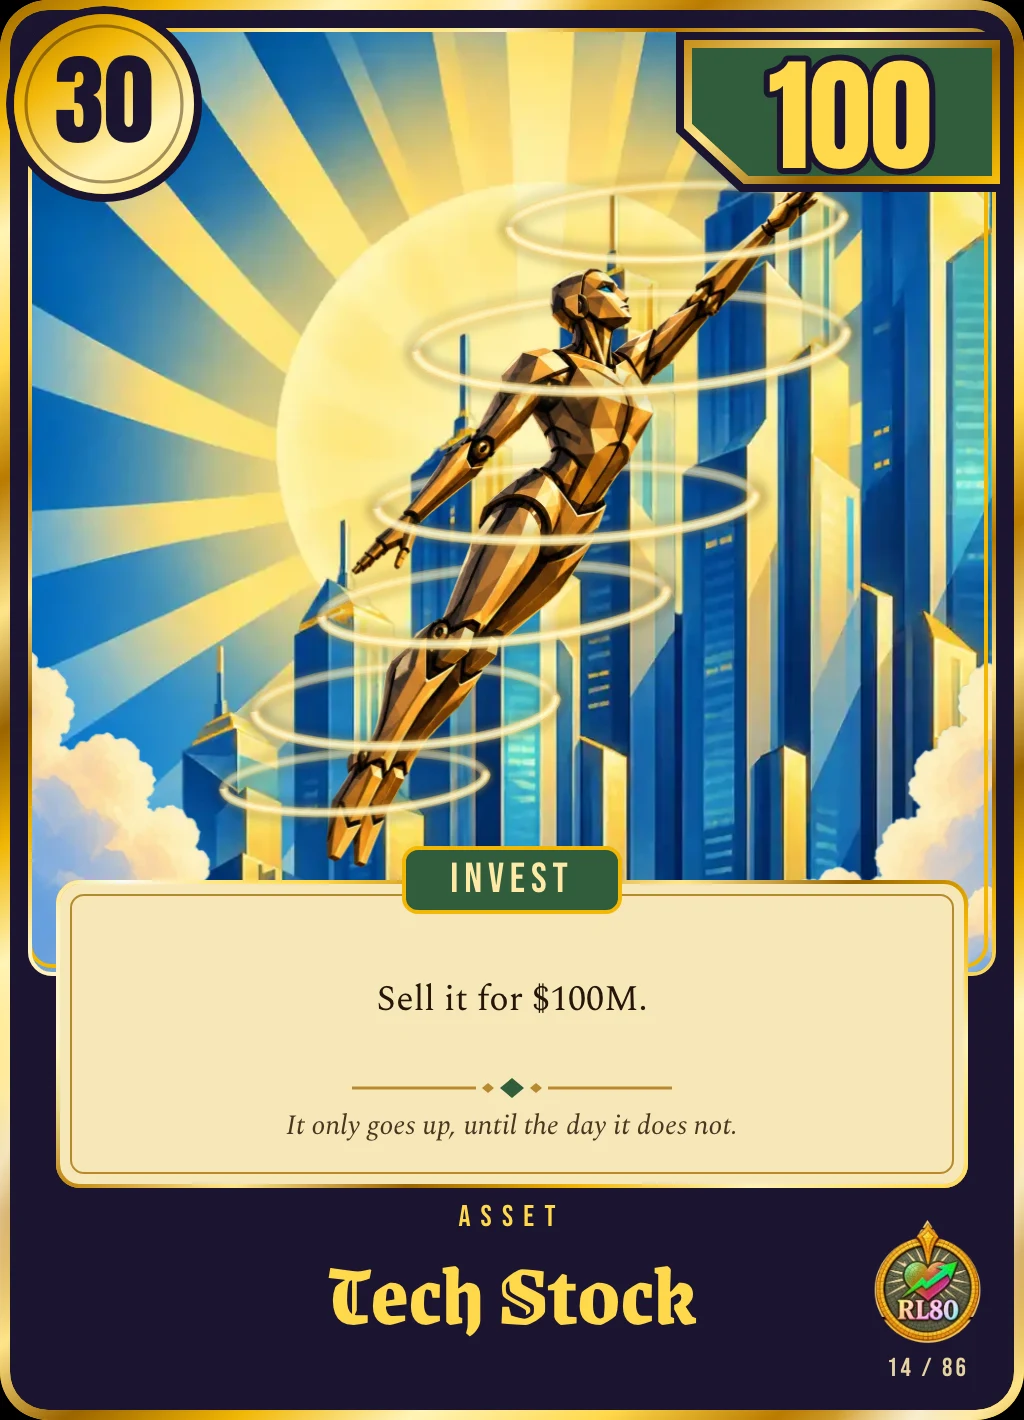 30
100
INVEST
Sell it for $100M.
It only goes up, until the day it does not.
ASSET
Tech Stock
RL80
14 / 86